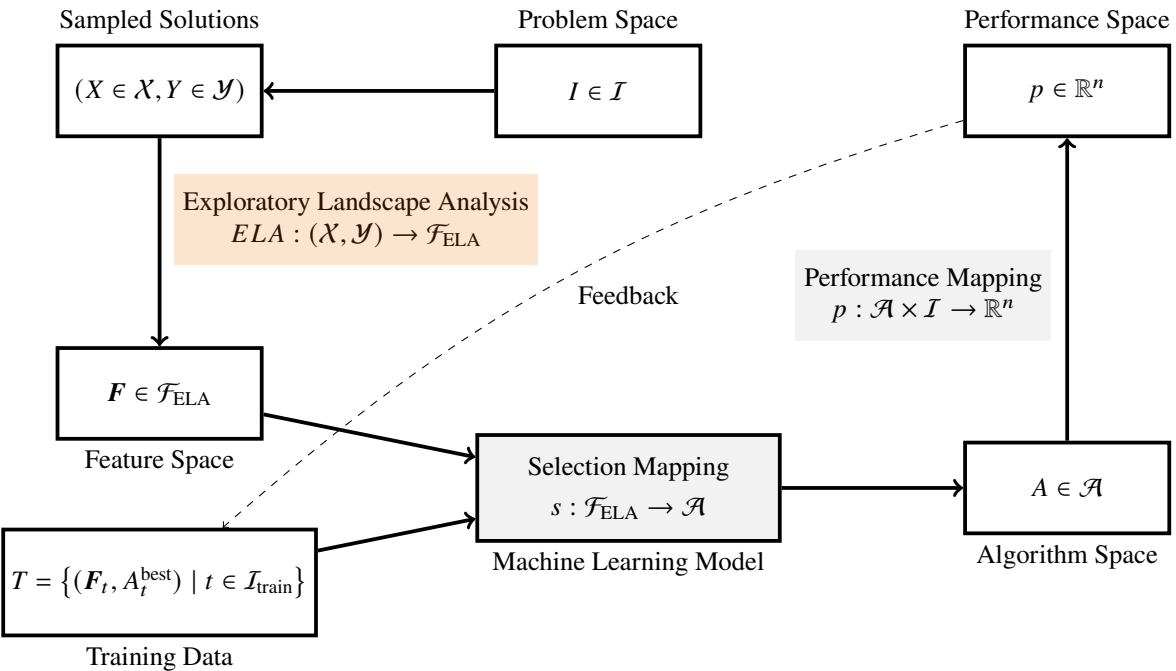 Sampled Solutions
(X ∈ 𝒳, Y ∈ 𝒴)
Problem Space
I ∈ ℐ
Performance Space
p ∈ ℝⁿ
Exploratory Landscape Analysis
ELA : (𝒳, 𝒴) → ℱ_ELA
Feedback
Performance Mapping
p : 𝒜 × ℐ → ℝⁿ
𝑭 ∈ ℱ_ELA
Feature Space
Selection Mapping
s : ℱ_ELA → 𝒜
Machine Learning Model
A ∈ 𝒜
Algorithm Space
T = {(𝑭_t, A_t^best) | t ∈ ℐ_train}
Training Data